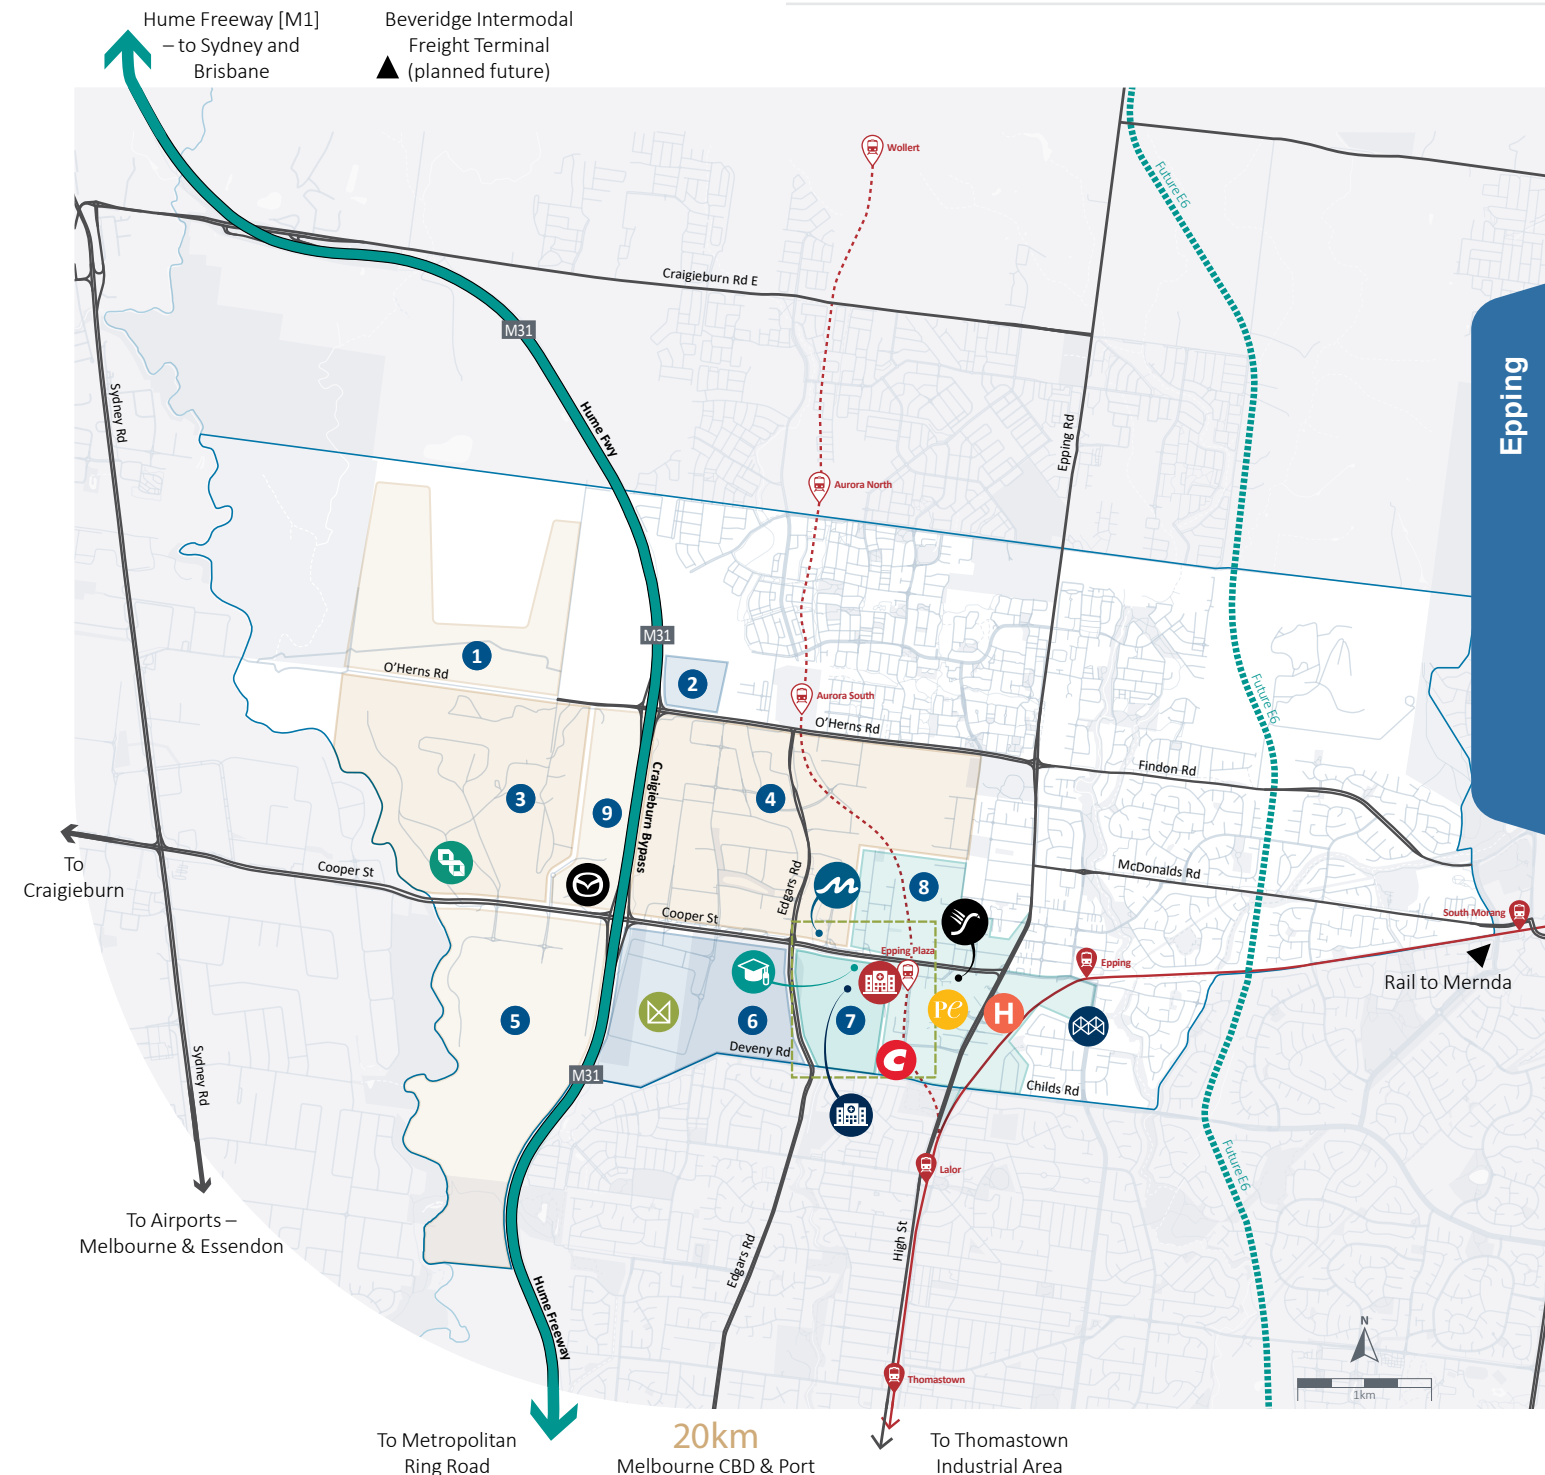 Hume Freeway [M1]
– to Sydney and
Brisbane
Beveridge Intermodal
Freight Terminal
(planned future)
Wollert
Future E6
Craigieburn Rd E
M31
Sydney Rd
Hume Fwy
Epping Rd
Epping
Aurora North
M31
1
O'Herns Rd
2
Aurora South
O'Herns Rd
Future E6
Findon Rd
3
9
Craigieburn Bypass
4
To
Craigieburn
Cooper St
Edgars Rd
McDonalds Rd
8
Cooper St
South Morang
Epping Plaza
Epping
Rail to Mernda
5
6
7
pe
H
Deveny Rd
M31
C
Childs Rd
Sydney Rd
Lalor
Future E6
To Airports –
Melbourne & Essendon
Edgars Rd
High St
Hume Freeway
N
Thomastown
1km
To Metropolitan
Ring Road
20km
Melbourne CBD & Port
To Thomastown
Industrial Area